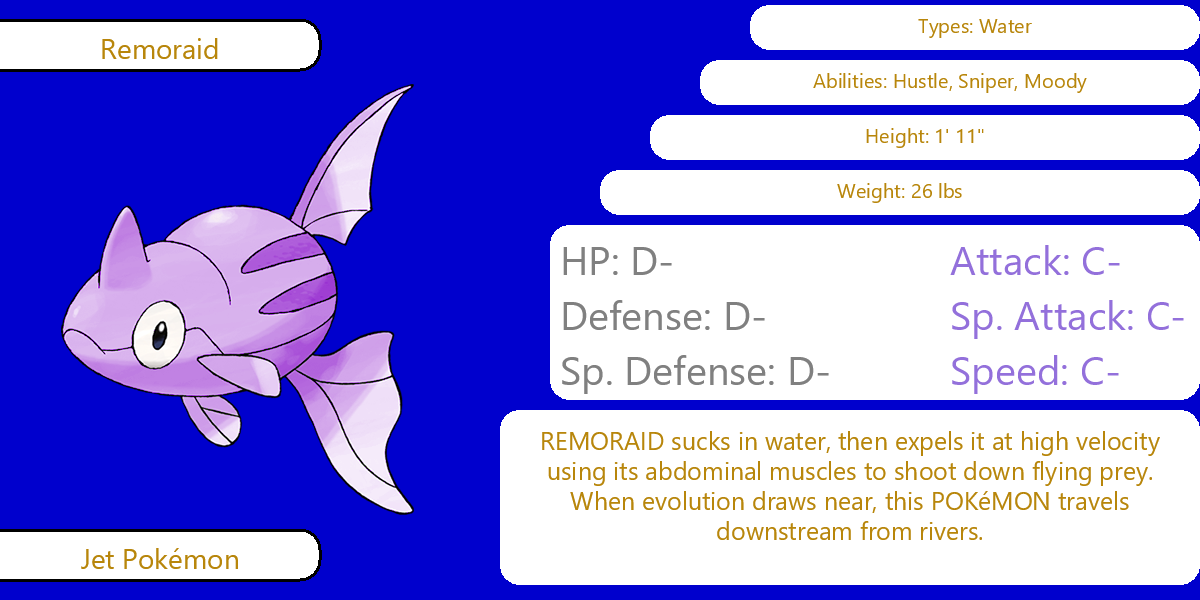 Remoraid
Types: Water
Abilities: Hustle, Sniper, Moody
Height: 1' 11"
Weight: 26 lbs
HP: D-
Attack: C-
Defense: D-
Sp. Attack: C-
Sp. Defense: D-
Speed: C-
REMORAID sucks in water, then expels it at high velocity
using its abdominal muscles to shoot down flying prey.
When evolution draws near, this POKéMON travels
downstream from rivers.
Jet Pokémon